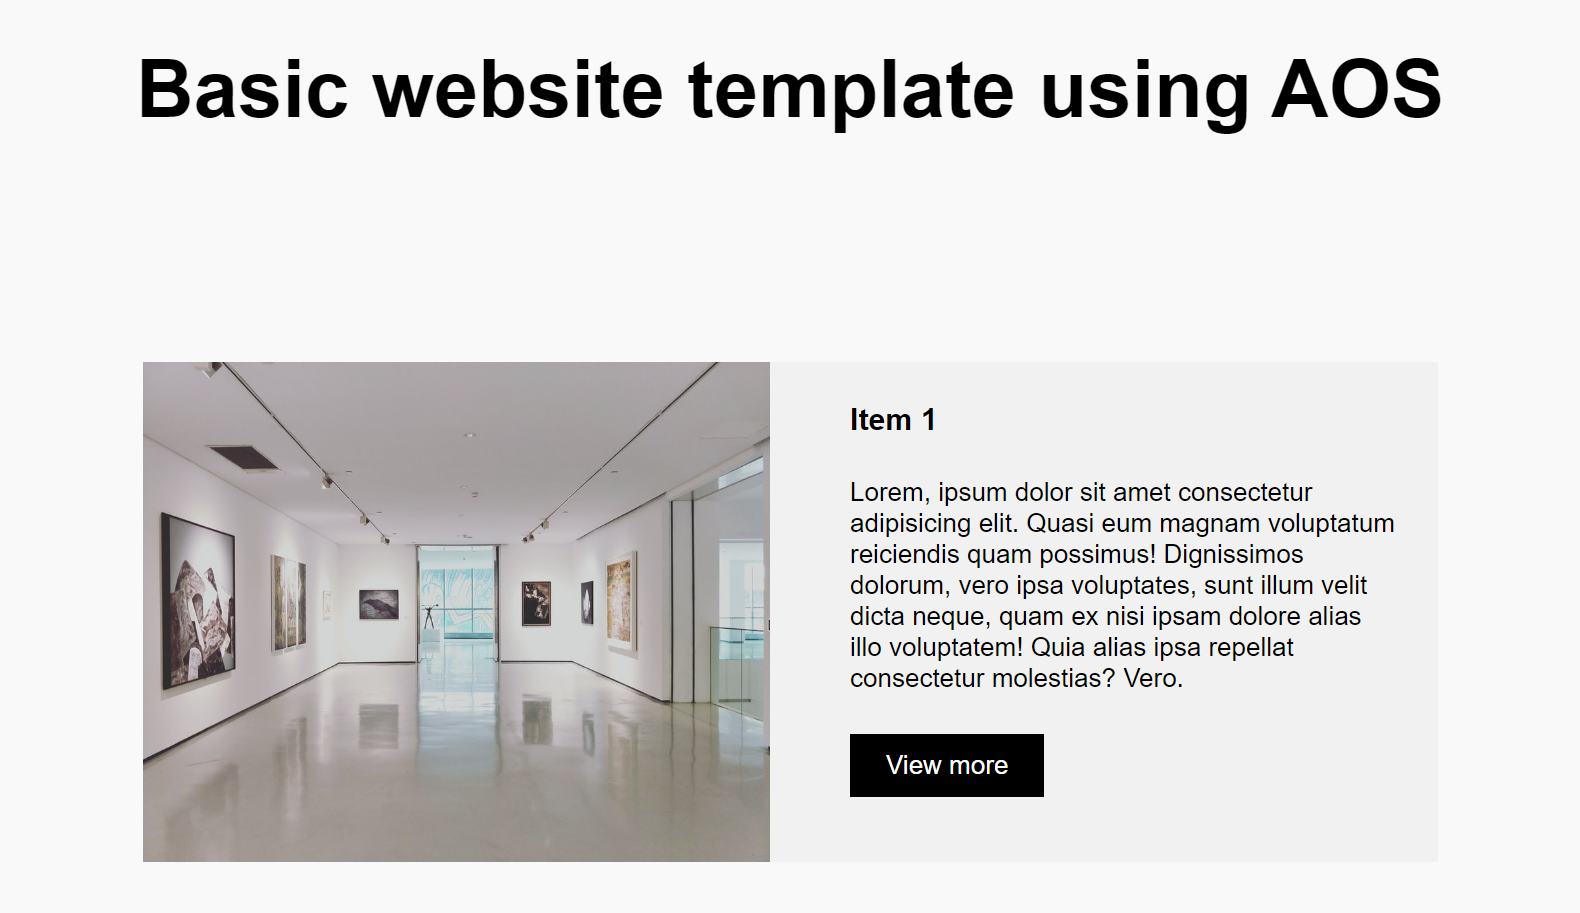 Basic website template using AOS
Item 1
Lorem, ipsum dolor sit amet consectetur
adipisicing elit. Quasi eum magnam voluptatum
reiciendis quam possimus! Dignissimos
dolorum, vero ipsa voluptates, sunt illum velit
dicta neque, quam ex nisi ipsam dolore alias
illo voluptatem! Quia alias ipsa repellat
consectetur molestias? Vero.
View more